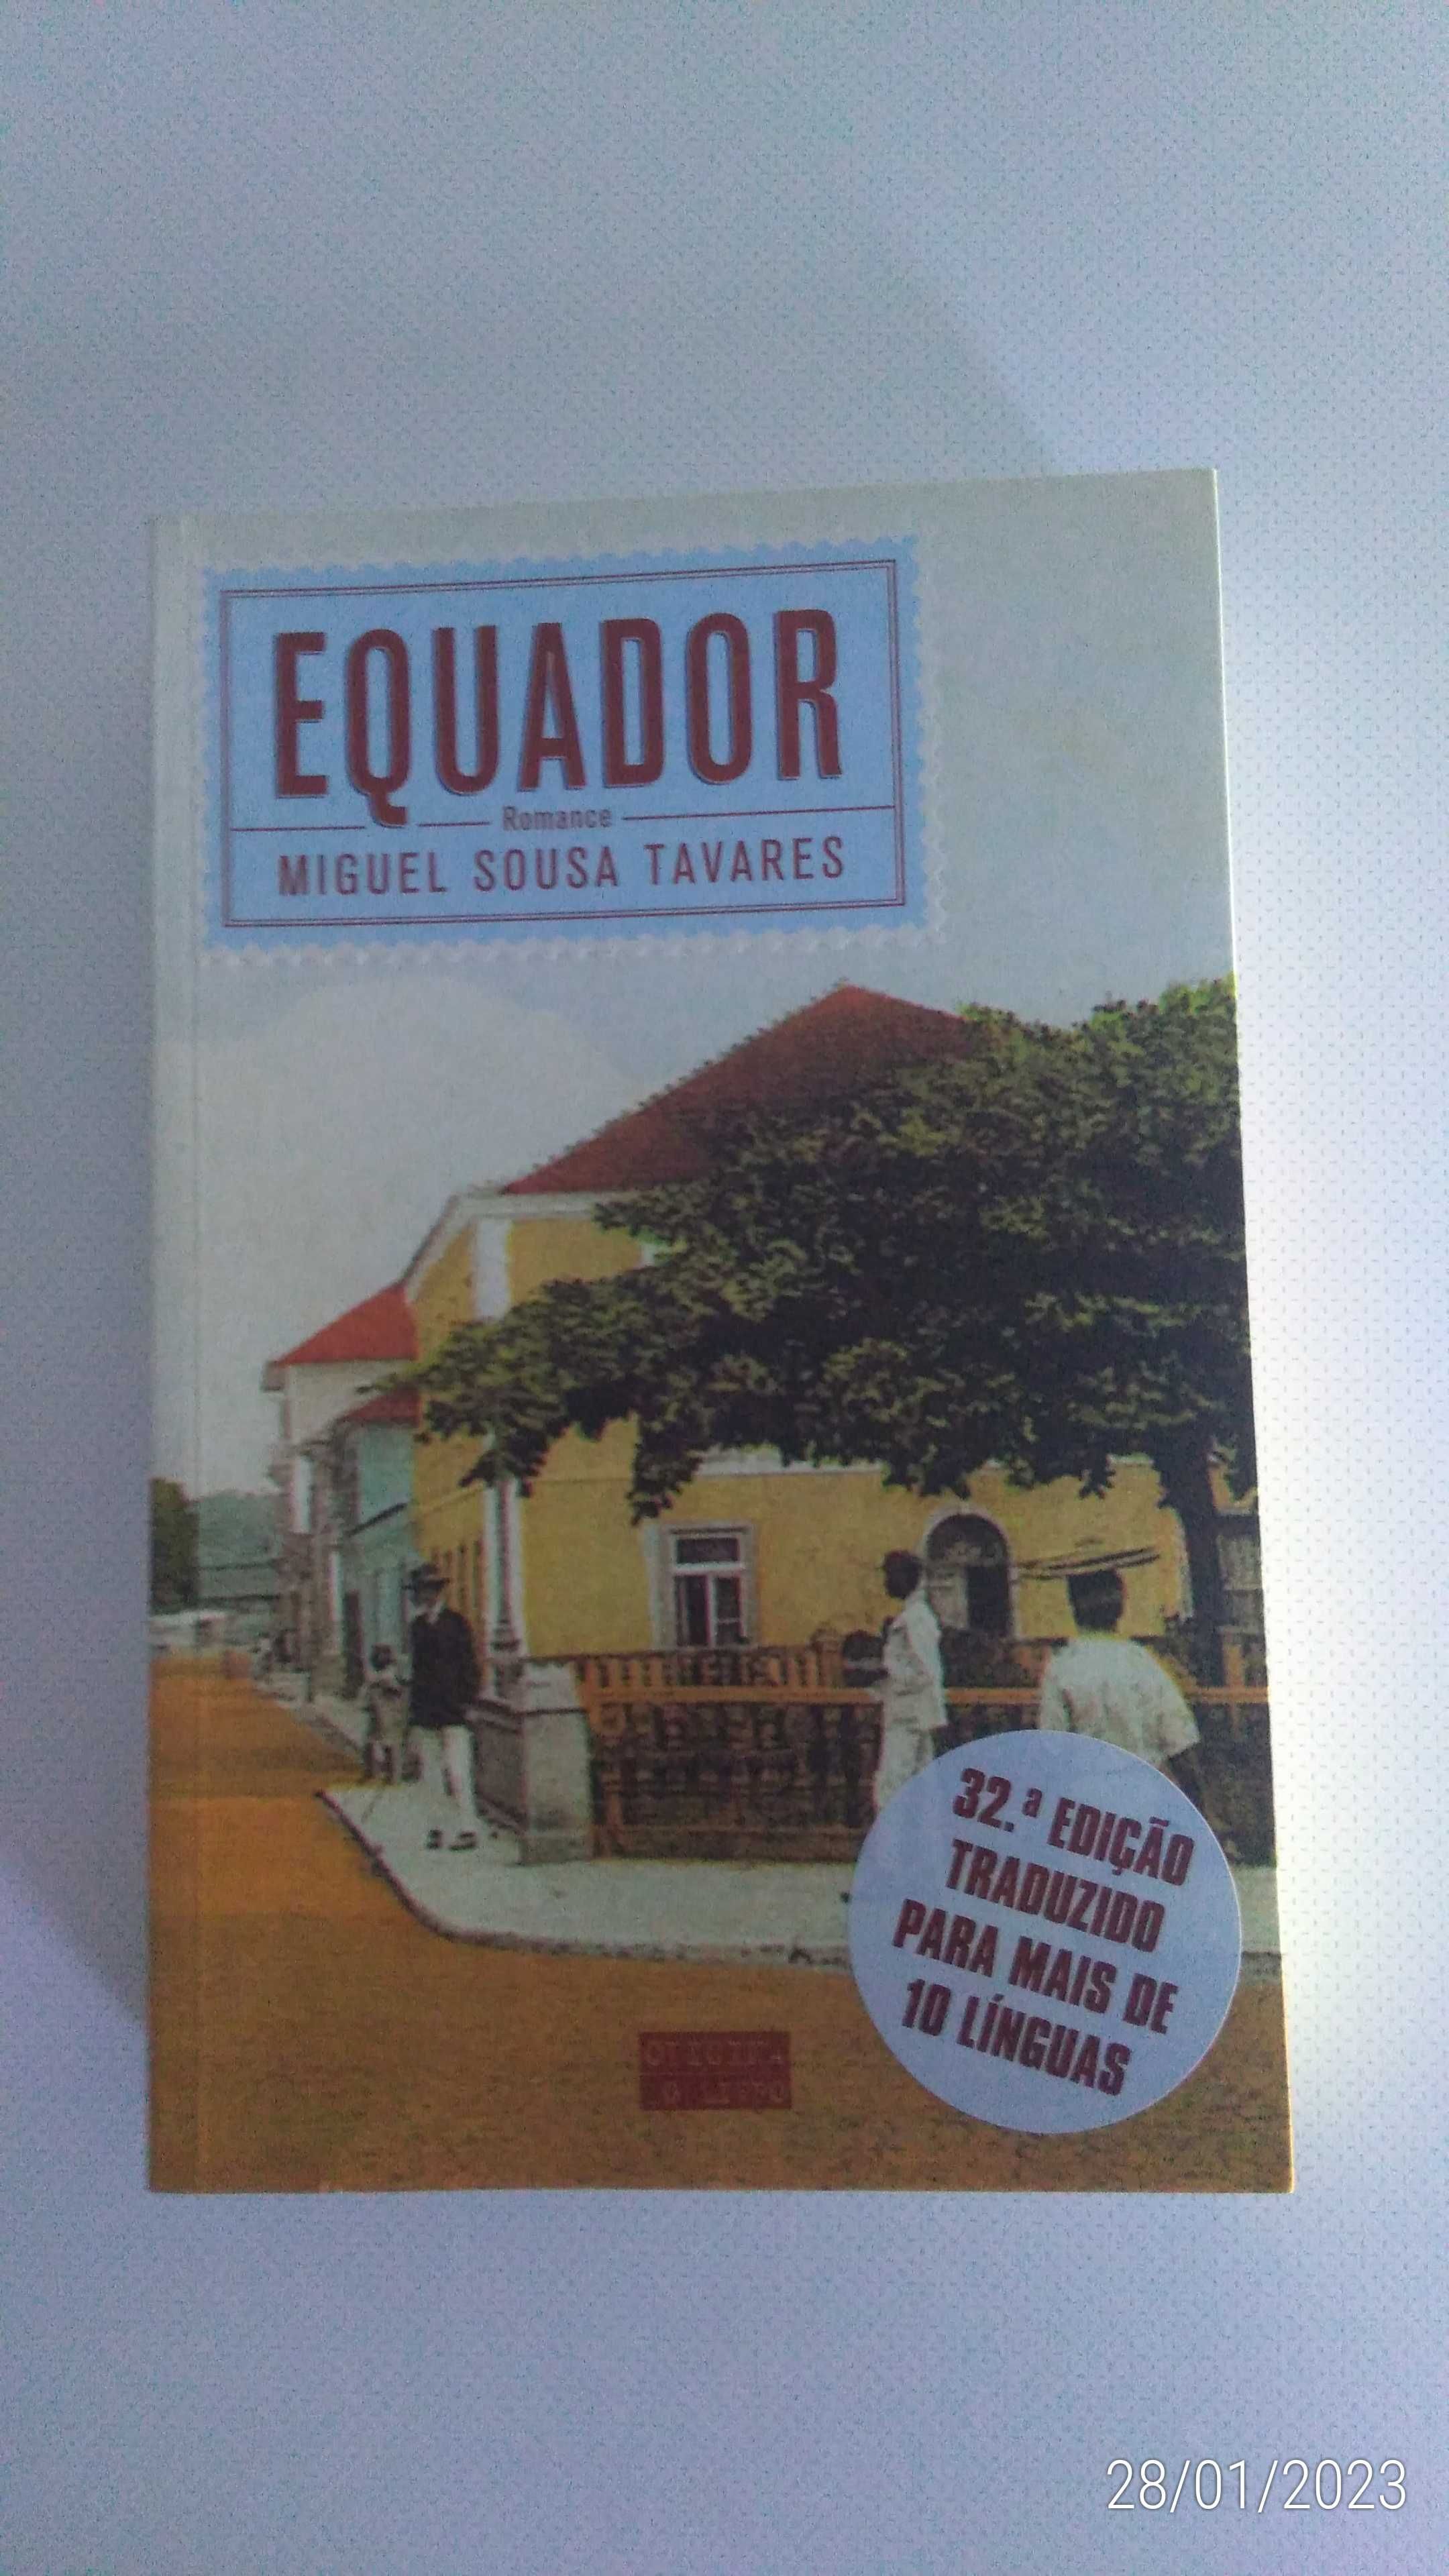 EQUADOR
Romance
MIGUEL SOUSA TAVARES
32.ª EDIÇÃO
TRADUZIDO
PARA MAIS DE
10 LÍNGUAS
28/01/2023